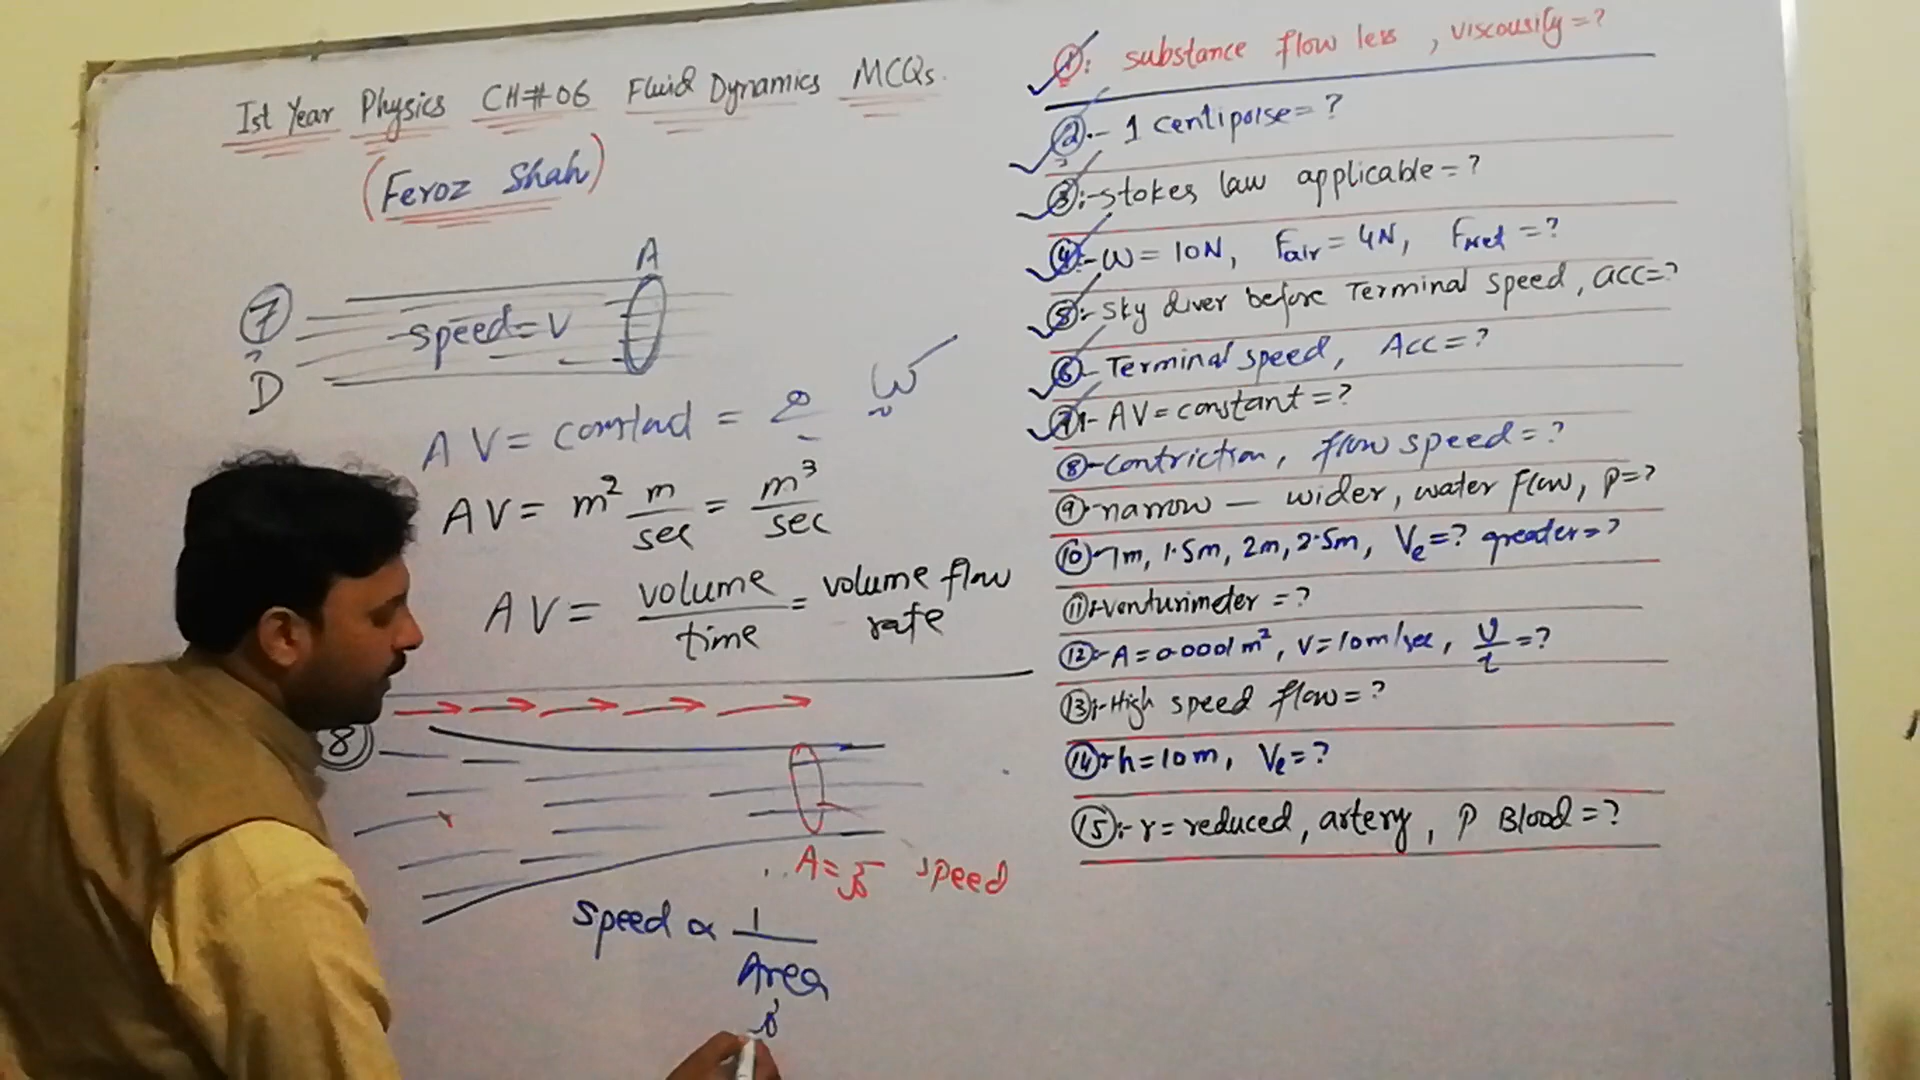 Ist Year Physics CH#06 Fluid Dynamics MCQs.
(Feroz Shah)
7
D
A
speed=V
AV= constad =
AV= m² m/sec = m³/sec
AV= volume/time = volume flow rate
8
A=
speed
Speed ∝ 1/Area
①: substance flow less, viscousity=?
②:- 1 centipoise=?
③:-stokes law applicable=?
④:-W= 10N, Fair= 4N, FNet =?
⑤:-Sky diver before Terminal speed, acc=?
⑥- Terminal speed, Acc=?
⑦:- AV=constant=?
⑧-contriction, flow speed=?
⑨-narrow — wider, water flow, P=?
⑩-1m, 1.5m, 2m, 2.5m, Ve=? greater=?
⑪:-venturimeter =?
⑫:-A=0.0001m², V=10m/sec, V/t=?
⑬:-High speed flow=?
⑭:-h=10m, Ve=?
⑮:-r=reduced, artery, P Blood=?